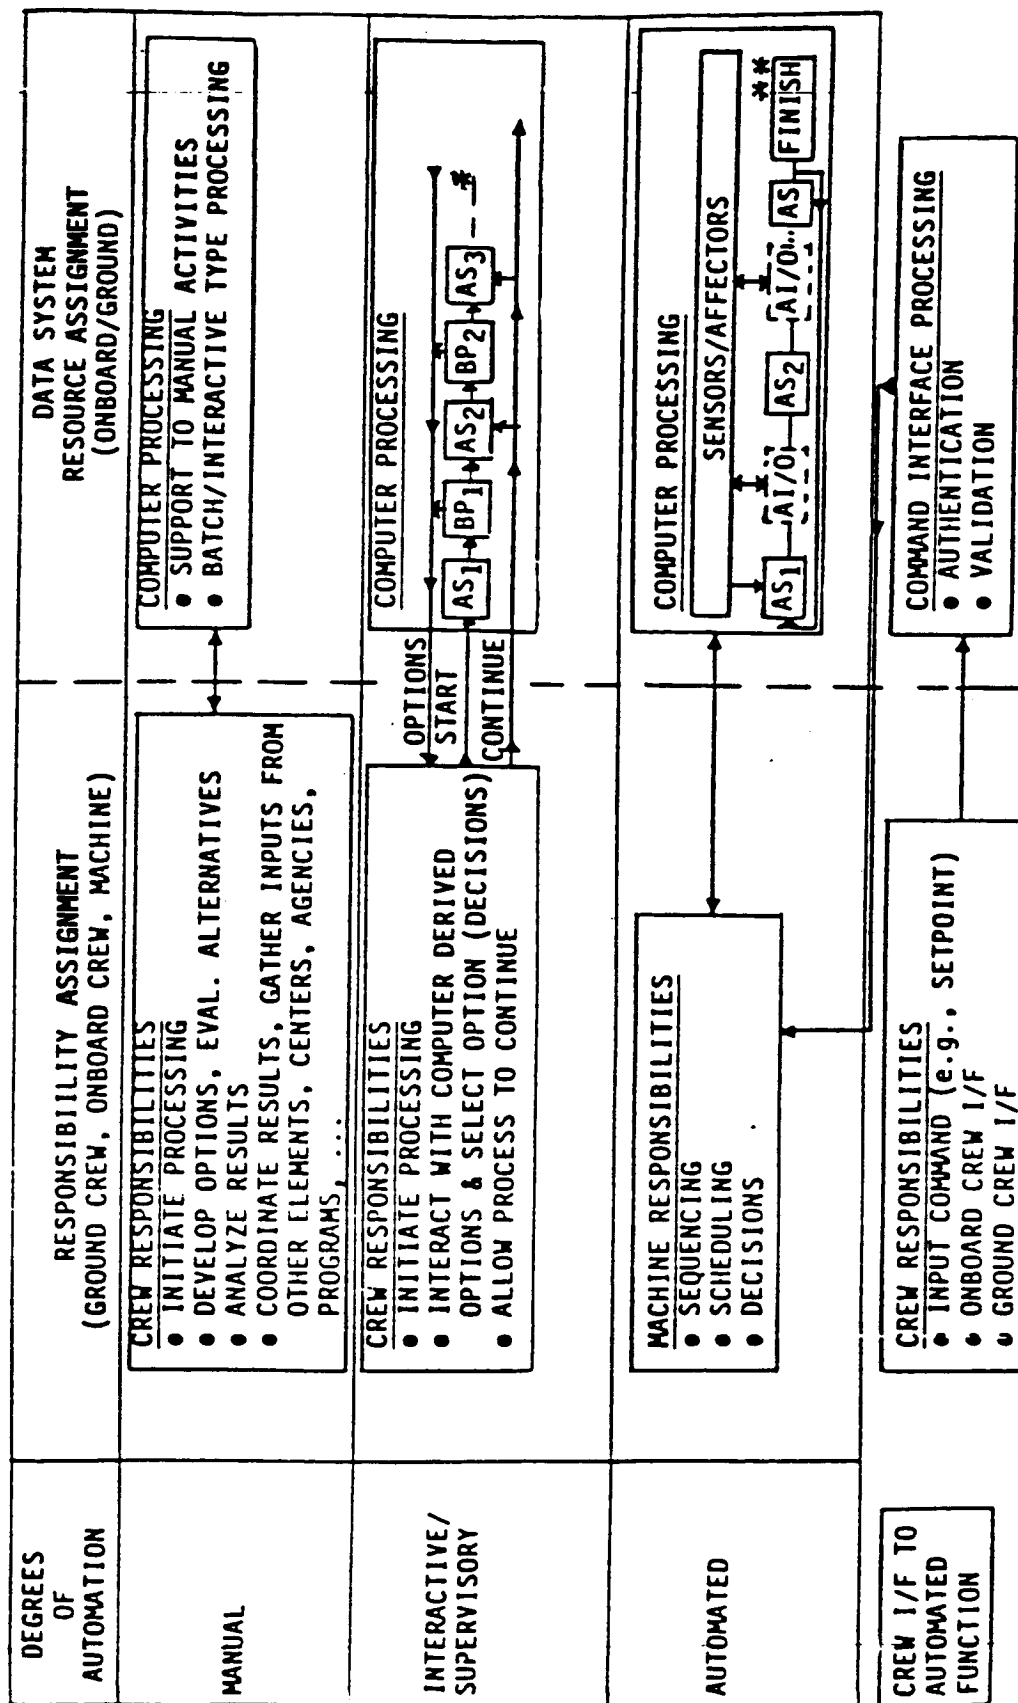 DEGREES
OF
AUTOMATION
RESPONSIBILITY ASSIGNMENT
(GROUND CREW, ONBOARD CREW, MACHINE)
DATA SYSTEM
RESOURCE ASSIGNMENT
(ONBOARD/GROUND)
MANUAL
CREW RESPONSIBILITIES
● INITIATE PROCESSING
● DEVELOP OPTIONS, EVAL. ALTERNATIVES
● ANALYZE RESULTS
● COORDINATE RESULTS, GATHER INPUTS FROM
OTHER ELEMENTS, CENTERS, AGENCIES,
PROGRAMS, ...
COMPUTER PROCESSING
● SUPPORT TO MANUAL ACTIVITIES
● BATCH/INTERACTIVE TYPE PROCESSING
INTERACTIVE/
SUPERVISORY
CREW RESPONSIBILITIES
● INITIATE PROCESSING
● INTERACT WITH COMPUTER DERIVED
OPTIONS & SELECT OPTION (DECISIONS)
● ALLOW PROCESS TO CONTINUE
OPTIONS
START
CONTINUE
COMPUTER PROCESSING
AS1 BP1 AS2 BP2 AS3 — — *
AUTOMATED
MACHINE RESPONSIBILITIES
● SEQUENCING
● SCHEDULING
● DECISIONS
COMPUTER PROCESSING
SENSORS/AFFECTORS
**
AS1 AI/O AS2 AI/O... AS FINISH
CREW I/F TO
AUTOMATED
FUNCTION
CREW RESPONSIBILITIES
● INPUT COMMAND (e.g., SETPOINT)
● ONBOARD CREW I/F
● GROUND CREW I/F
COMMAND INTERFACE PROCESSING
● AUTHENTICATION
● VALIDATION